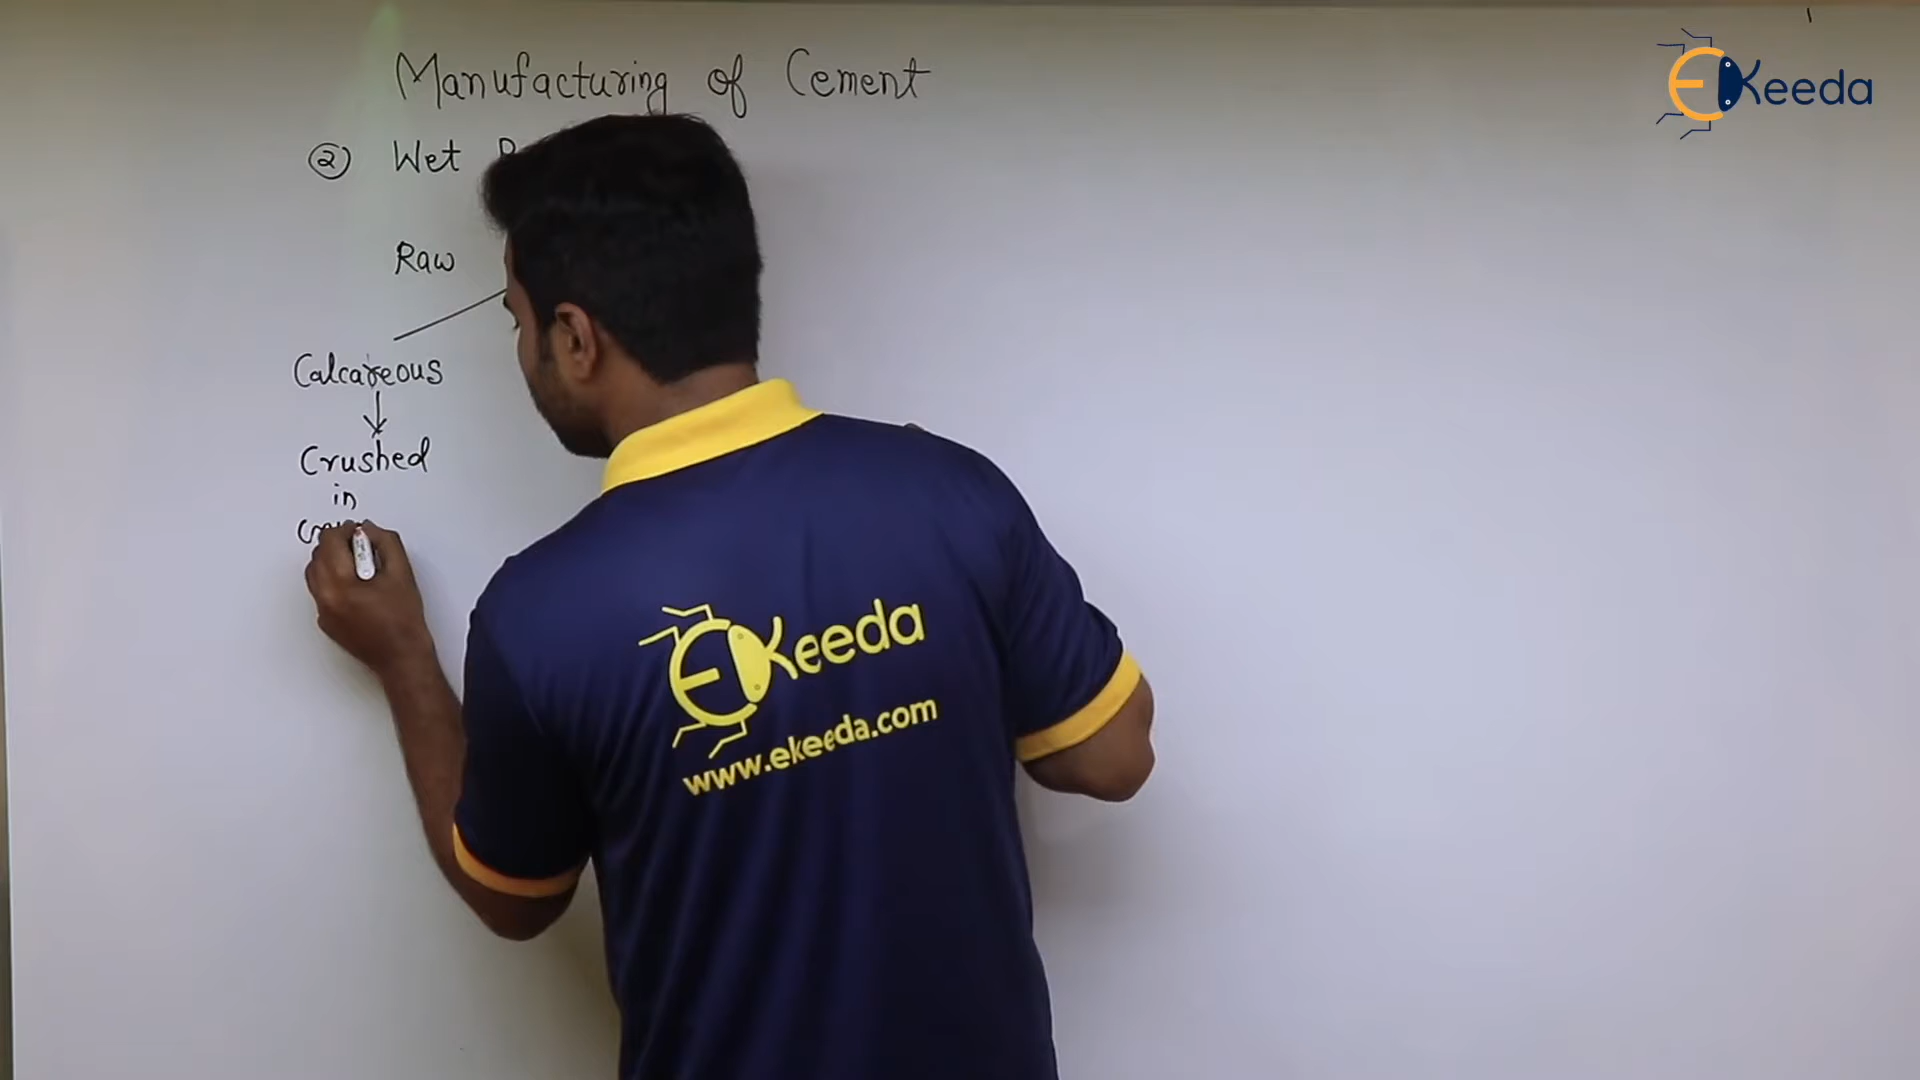 Manufacturing of Cement
EKeeda
② Wet
Raw
Calcareous
Crushed
in
EKeeda
www.ekeeda.com